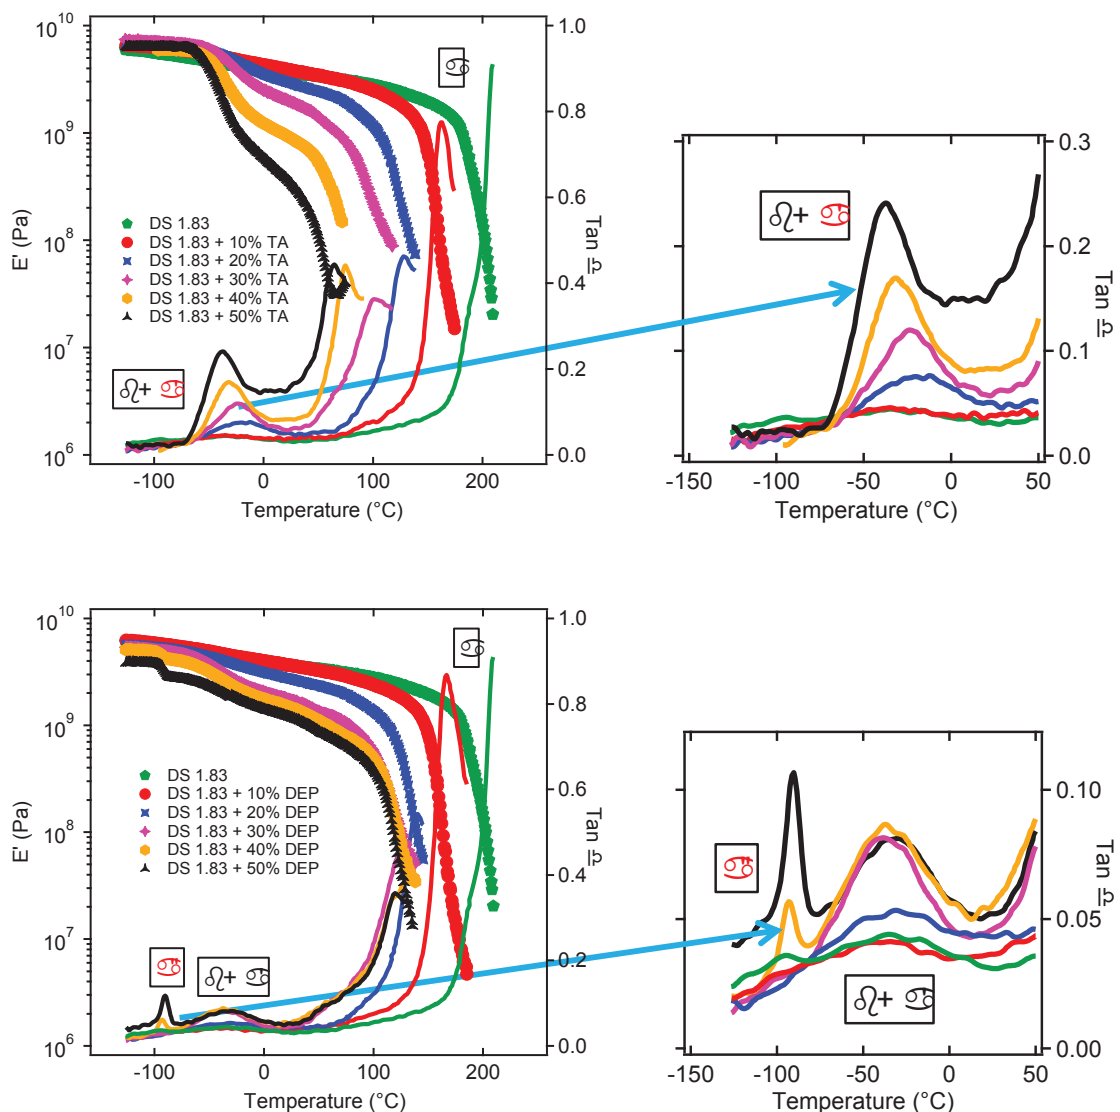 10¹⁰
10⁹
10⁸
10⁷
10⁶
E' (Pa)
1.0
0.8
0.6
0.4
0.2
0.0
Tan ♎
♋
DS 1.83
DS 1.83 + 10% TA
DS 1.83 + 20% TA
DS 1.83 + 30% TA
DS 1.83 + 40% TA
DS 1.83 + 50% TA
♌+ ♋
-100
0
100
200
Temperature (°C)
0.3
0.2
0.1
0.0
Tan ♎
♌+ ♋
-150
-100
-50
0
50
Temperature (°C)
10¹⁰
10⁹
10⁸
10⁷
10⁶
E' (Pa)
1.0
0.8
0.6
0.4
0.2
0.0
Tan ♎
♋
DS 1.83
DS 1.83 + 10% DEP
DS 1.83 + 20% DEP
DS 1.83 + 30% DEP
DS 1.83 + 40% DEP
DS 1.83 + 50% DEP
♌+ ♋
-100
0
100
200
Temperature (°C)
0.10
0.05
0.00
Tan ♎
♌+ ♋
-150
-100
-50
0
50
Temperature (°C)